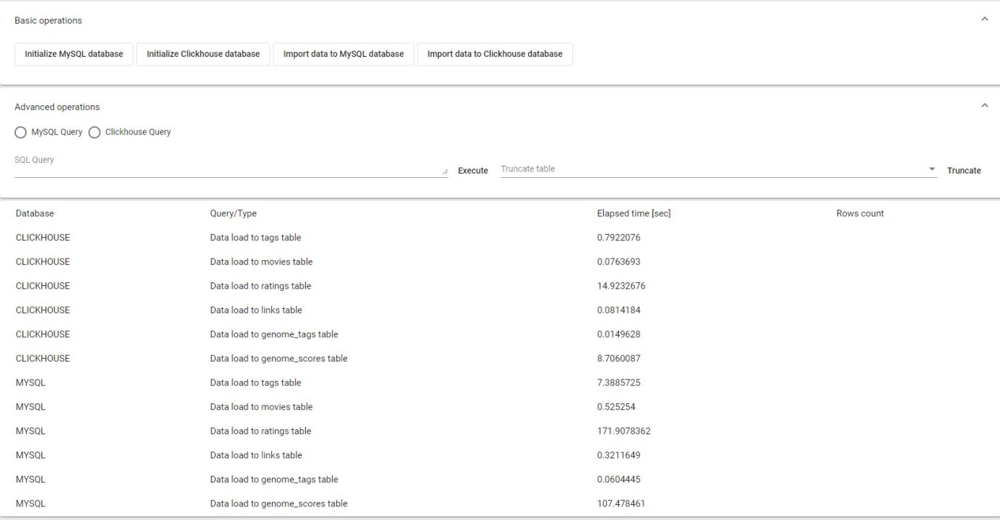 Basic operations
Initialize MySQL database Initialize Clickhouse database Import data to MySQL database Import data to Clickhouse database
Advanced operations
MySQL Query Clickhouse Query
SQL Query Execute Truncate table Truncate
Database Query/Type Elapsed time [sec] Rows count
CLICKHOUSE Data load to tags table 0.7922076
CLICKHOUSE Data load to movies table 0.0763693
CLICKHOUSE Data load to ratings table 14.9232676
CLICKHOUSE Data load to links table 0.0814184
CLICKHOUSE Data load to genome_tags table 0.0149628
CLICKHOUSE Data load to genome_scores table 8.7060087
MYSQL Data load to tags table 7.3885725
MYSQL Data load to movies table 0.525254
MYSQL Data load to ratings table 171.9078362
MYSQL Data load to links table 0.3211649
MYSQL Data load to genome_tags table 0.0604445
MYSQL Data load to genome_scores table 107.478461